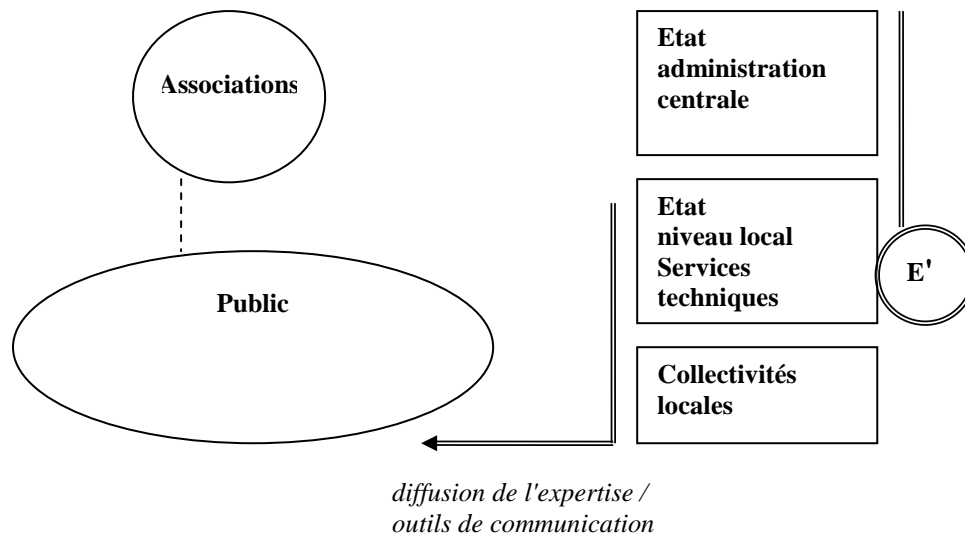 Associations
Public
Etat
administration
centrale
Etat
niveau local
Services
techniques
E'
Collectivités
locales
diffusion de l'expertise /
outils de communication